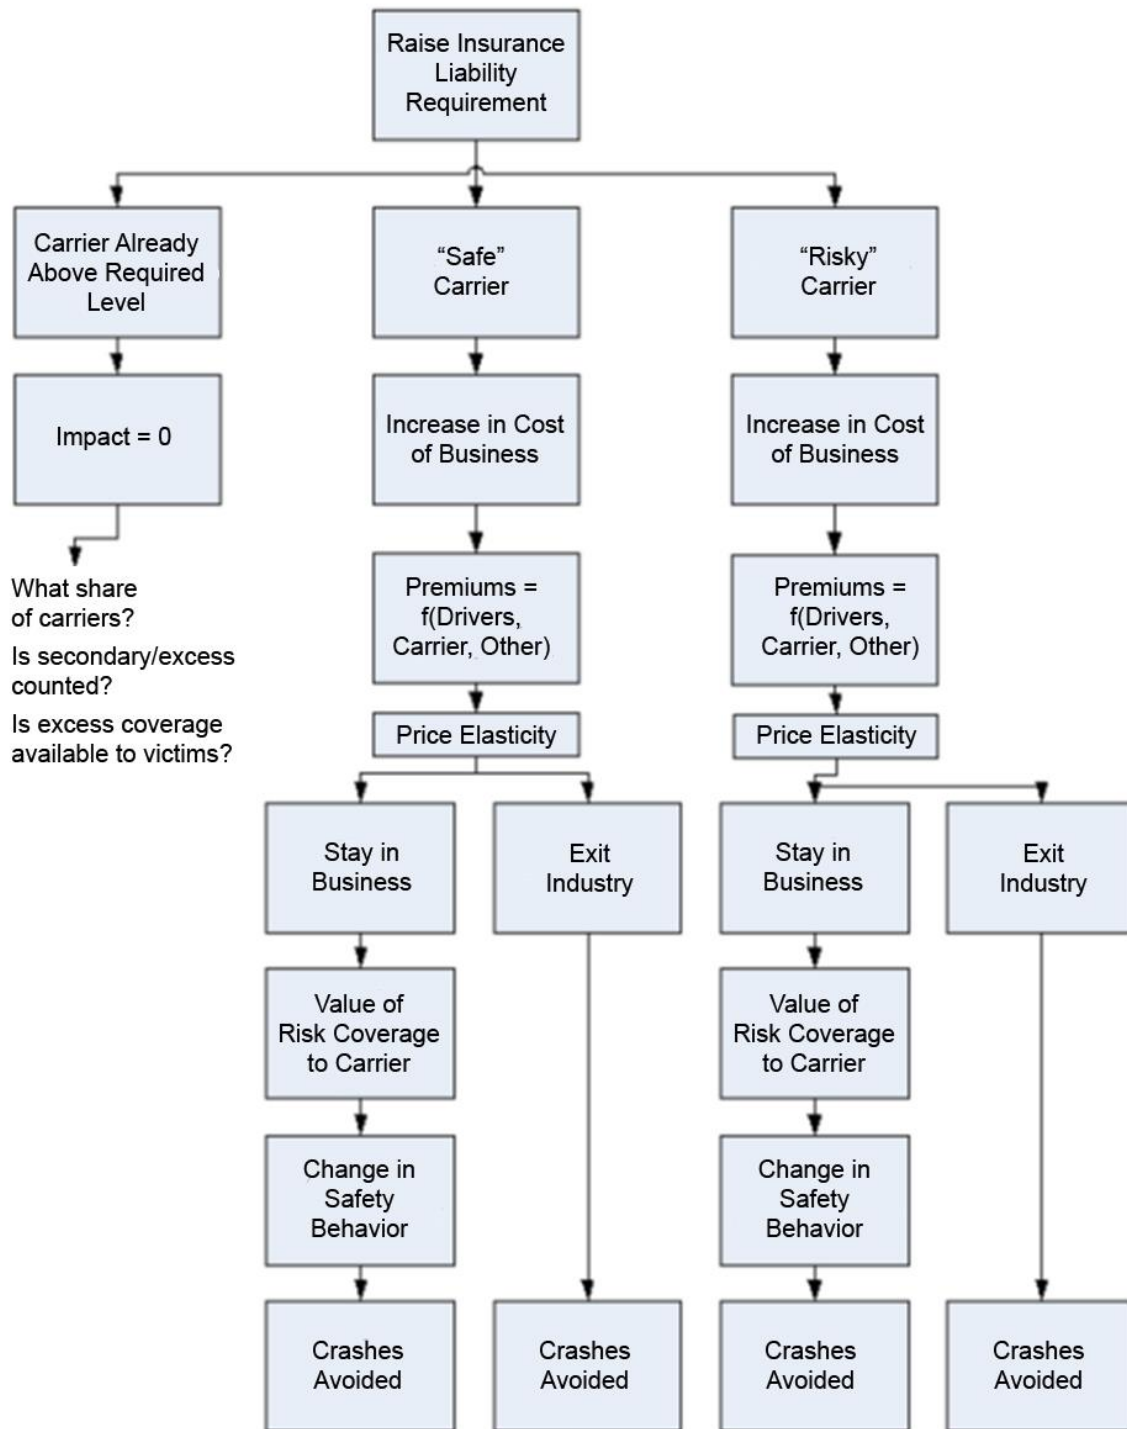 Raise Insurance
Liability
Requirement
Carrier Already
Above Required
Level
“Safe”
Carrier
“Risky”
Carrier
Impact = 0
Increase in Cost
of Business
Increase in Cost
of Business
What share
of carriers?
Is secondary/excess
counted?
Is excess coverage
available to victims?
Premiums =
f(Drivers,
Carrier, Other)
Premiums =
f(Drivers,
Carrier, Other)
Price Elasticity
Price Elasticity
Stay in
Business
Exit
Industry
Stay in
Business
Exit
Industry
Value of
Risk Coverage
to Carrier
Value of
Risk Coverage
to Carrier
Change in
Safety
Behavior
Change in
Safety
Behavior
Crashes
Avoided
Crashes
Avoided
Crashes
Avoided
Crashes
Avoided